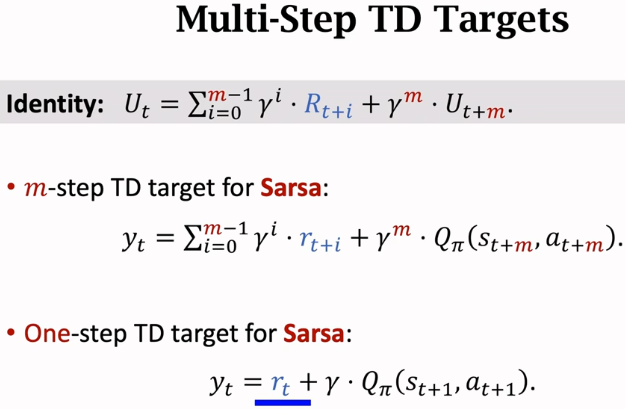 Multi-Step TD Targets
Identity: $U_t = \sum_{i=0}^{m-1} \gamma^i \cdot R_{t+i} + \gamma^m \cdot U_{t+m}.$
• m-step TD target for Sarsa:
$y_t = \sum_{i=0}^{m-1} \gamma^i \cdot r_{t+i} + \gamma^m \cdot Q_\pi(s_{t+m}, a_{t+m}).$
• One-step TD target for Sarsa:
$y_t = r_t + \gamma \cdot Q_\pi(s_{t+1}, a_{t+1}).$